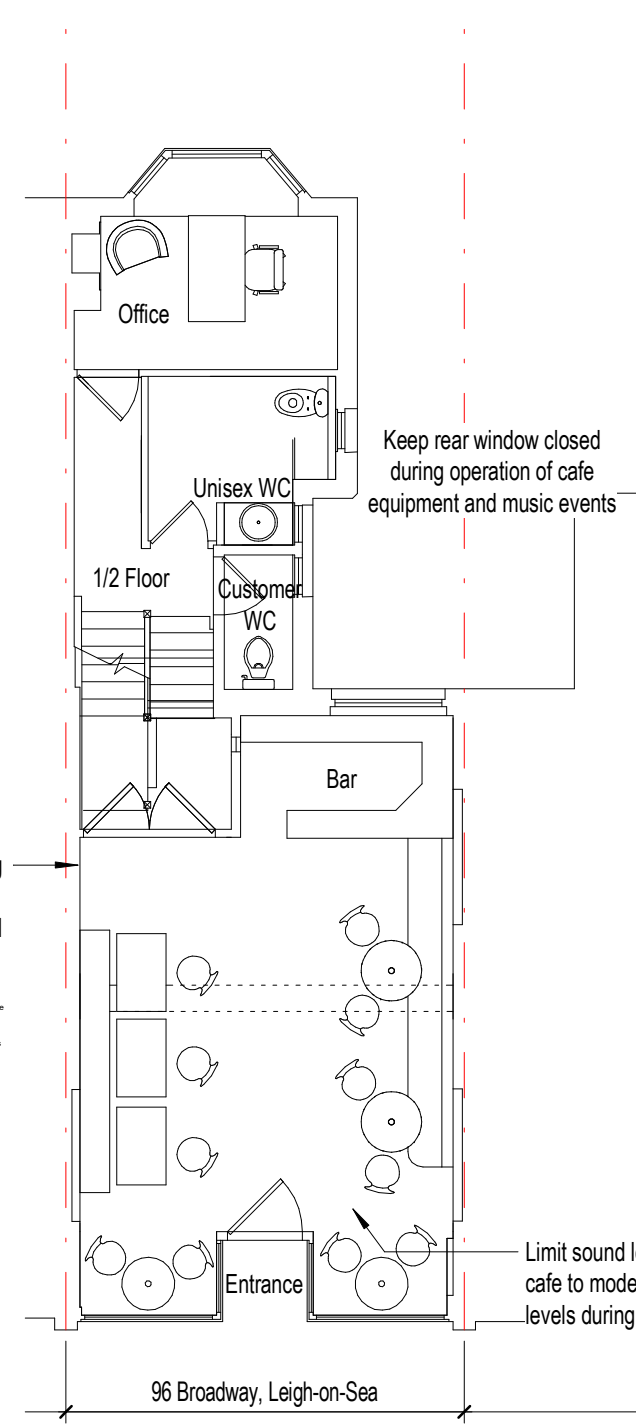 Office
Keep rear window closed
during operation of cafe
equipment and music events
Unisex WC
1/2 Floor
Customer
WC
Bar
Entrance
Limit sound
cafe to
levels during
96 Broadway, Leigh-on-Sea